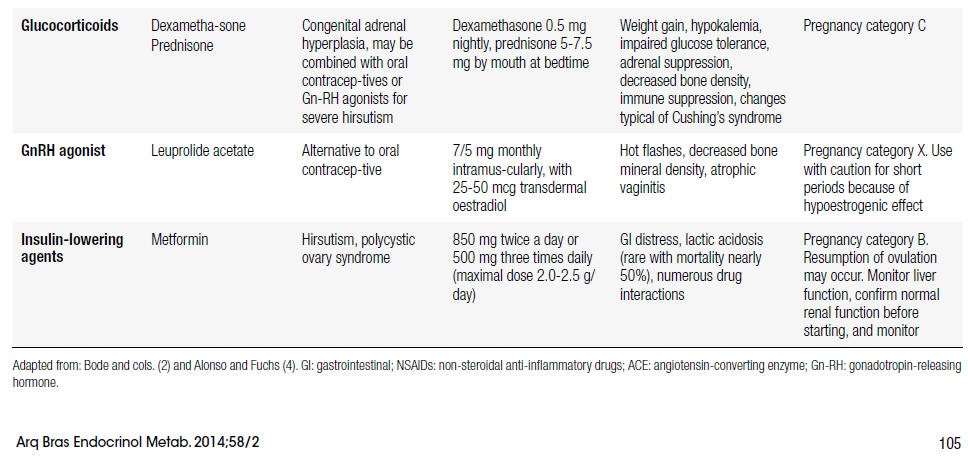 Glucocorticoids
Dexametha-sone
Prednisone
Congenital adrenal
hyperplasia, may be
combined with oral
contracep-tives or
Gn-RH agonists for
severe hirsutism
Dexamethasone 0.5 mg
nightly, prednisone 5-7.5
mg by mouth at bedtime
Weight gain, hypokalemia,
impaired glucose tolerance,
adrenal suppression,
decreased bone density,
immune suppression, changes
typical of Cushing’s syndrome
Pregnancy category C
GnRH agonist
Leuprolide acetate
Alternative to oral
contracep-tive
7/5 mg monthly
intramus-cularly, with
25-50 mcg transdermal
oestradiol
Hot flashes, decreased bone
mineral density, atrophic
vaginitis
Pregnancy category X. Use
with caution for short
periods because of
hypoestrogenic effect
Insulin-lowering
agents
Metformin
Hirsutism, polycystic
ovary syndrome
850 mg twice a day or
500 mg three times daily
(maximal dose 2.0-2.5 g/
day)
GI distress, lactic acidosis
(rare with mortality nearly
50%), numerous drug
interactions
Pregnancy category B.
Resumption of ovulation
may occur. Monitor liver
function, confirm normal
renal function before
starting, and monitor
Adapted from: Bode and cols. (2) and Alonso and Fuchs (4). GI: gastrointestinal; NSAIDs: non-steroidal anti-inflammatory drugs; ACE: angiotensin-converting enzyme; Gn-RH: gonadotropin-releasing
hormone.
Arq Bras Endocrinol Metab. 2014;58/2
105